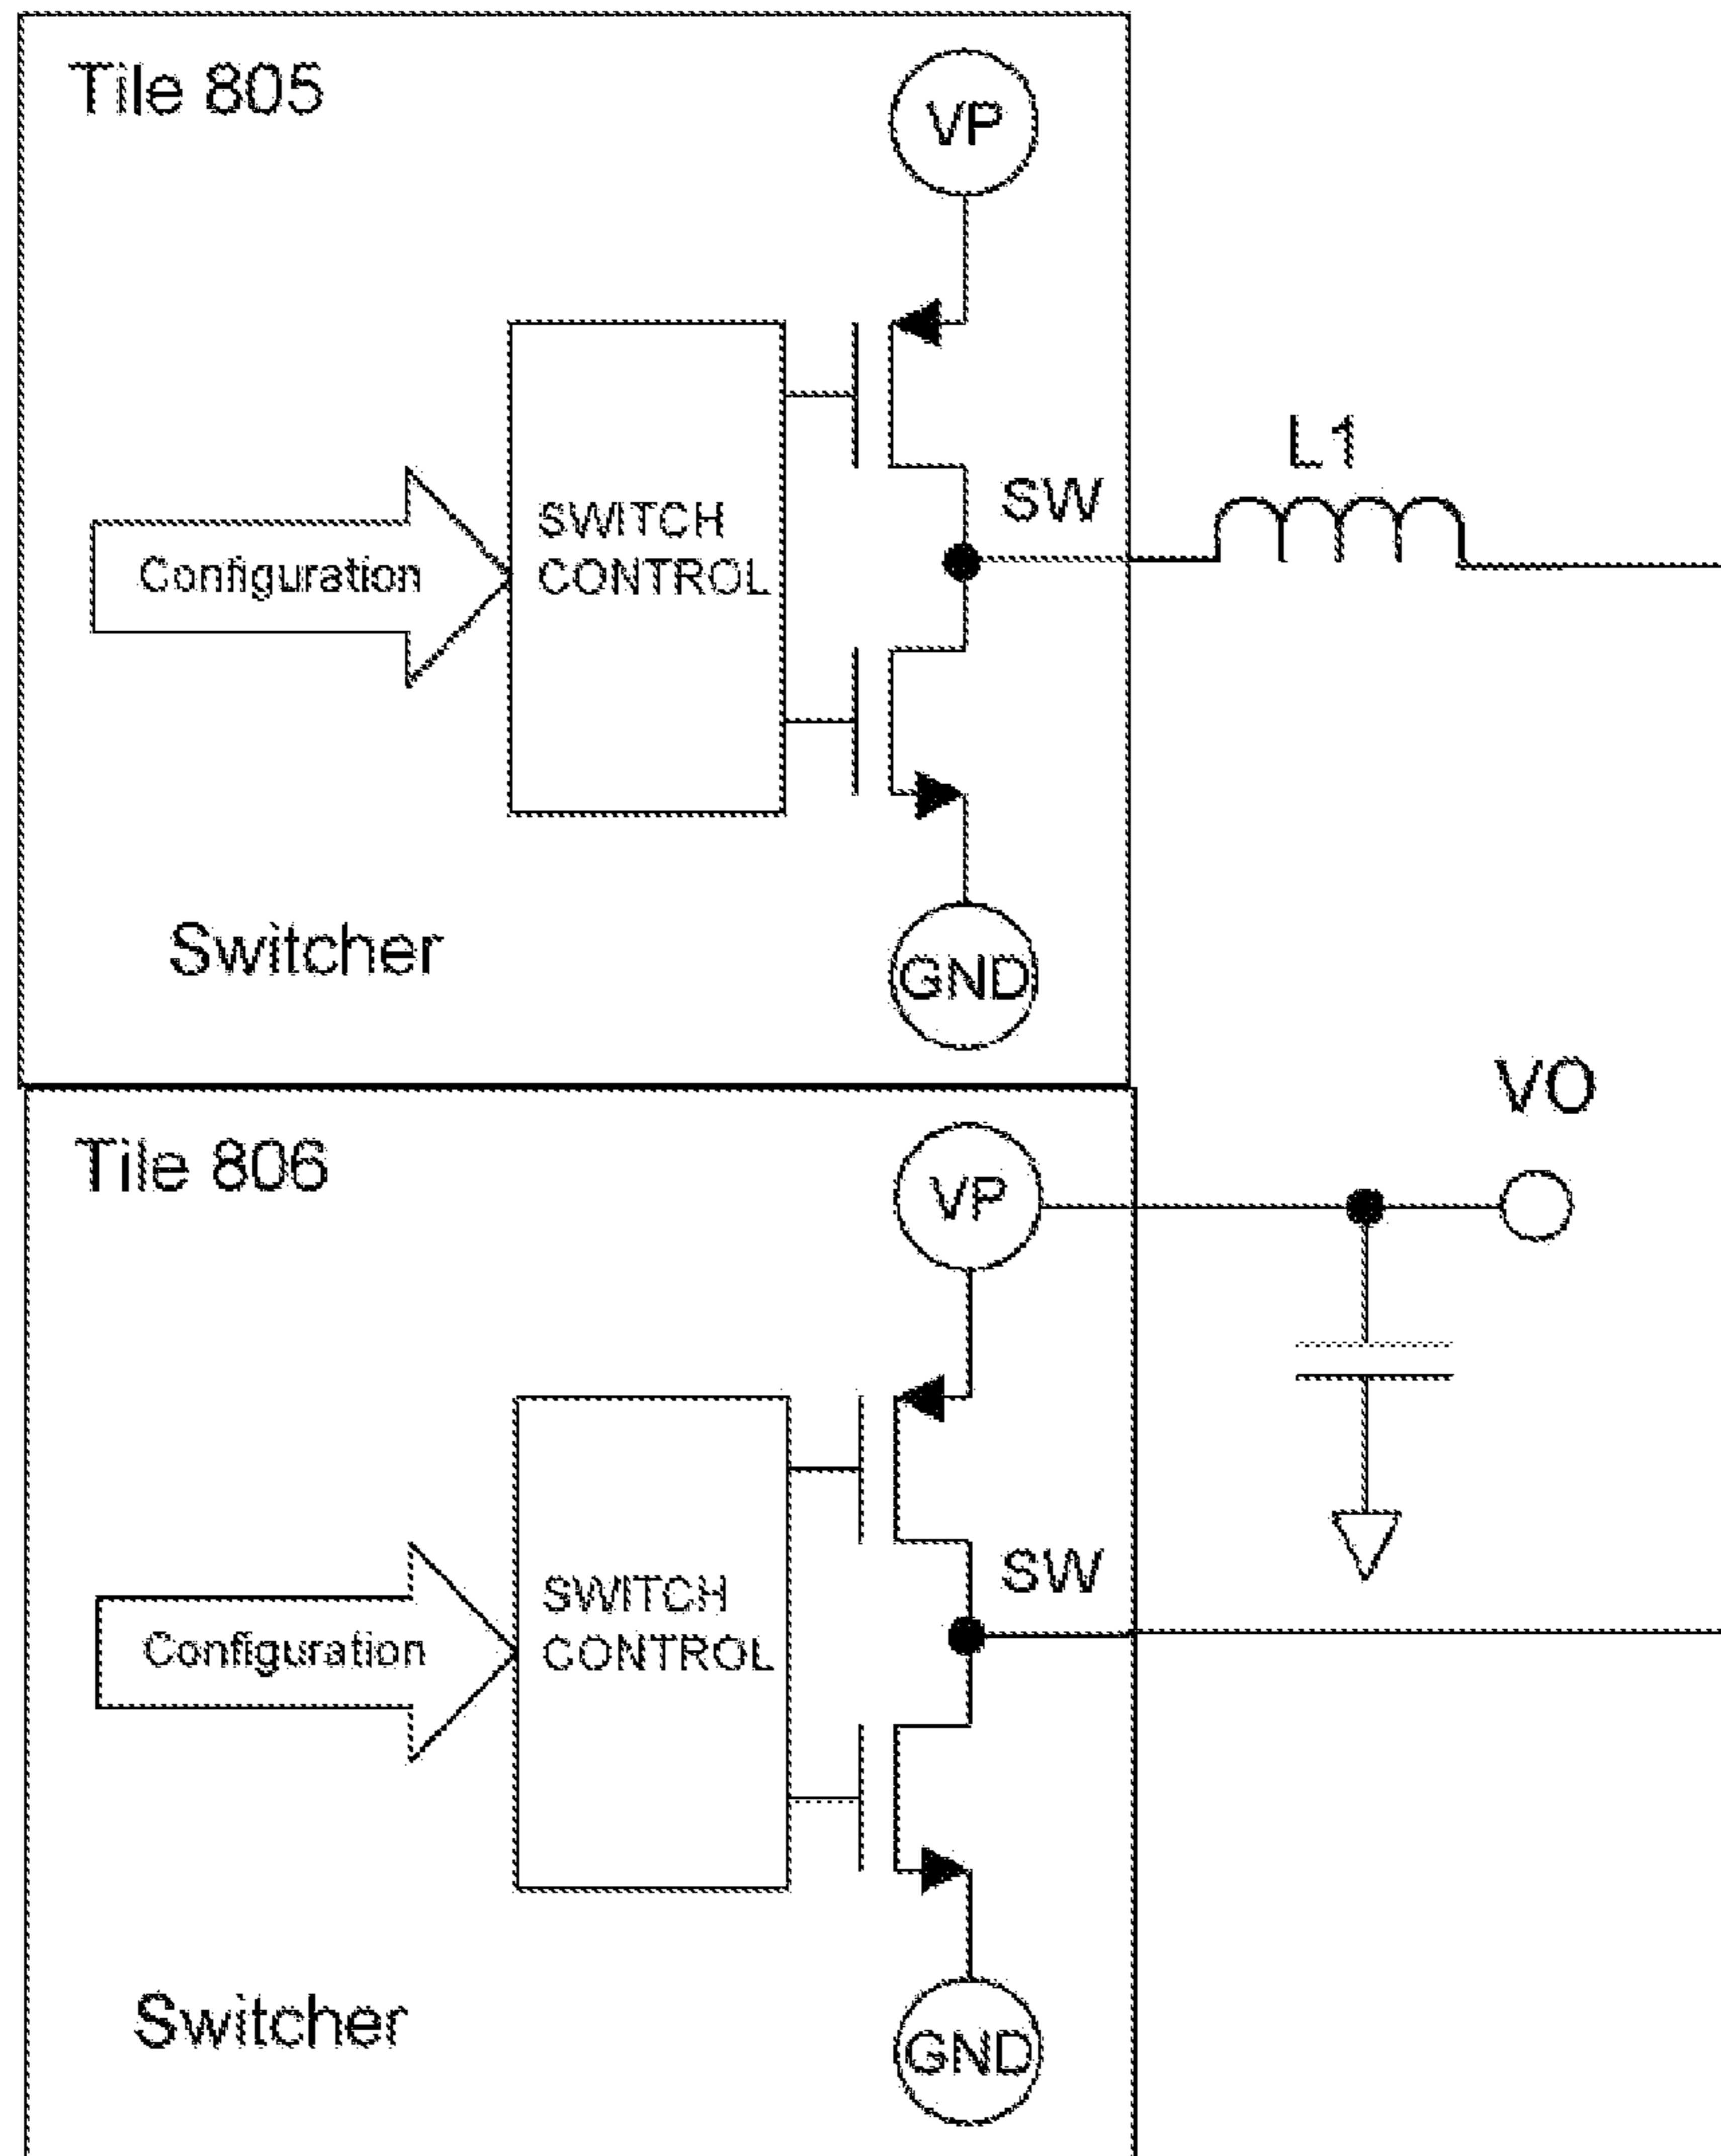 Tile 805
VP
L1
SW
SWITCH
CONTROL
Configuration
Switcher
GND
VO
Tile 806
VP
SW
SWITCH
CONTROL
Configuration
Switcher
GND